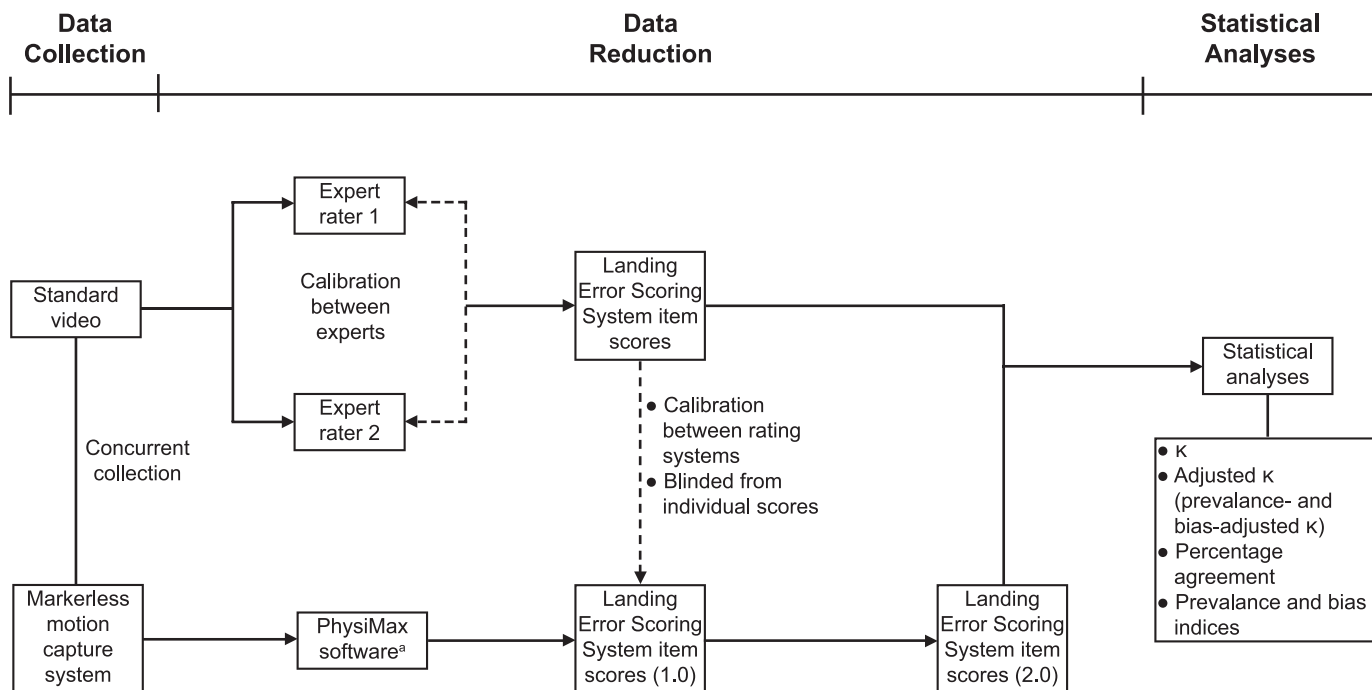 Data
Collection
Data
Reduction
Statistical
Analyses
Expert
rater 1
Standard
video
Calibration
between
experts
Landing
Error Scoring
System item
scores
Statistical
analyses
Expert
rater 2
Concurrent
collection
● Calibration
between rating
systems
● Blinded from
individual scores
● κ
● Adjusted κ
(prevalance- and
bias-adjusted κ)
● Percentage
agreement
● Prevalance and bias
indices
Markerless
motion
capture
system
PhysiMax
softwareᵃ
Landing
Error Scoring
System item
scores (1.0)
Landing
Error Scoring
System item
scores (2.0)